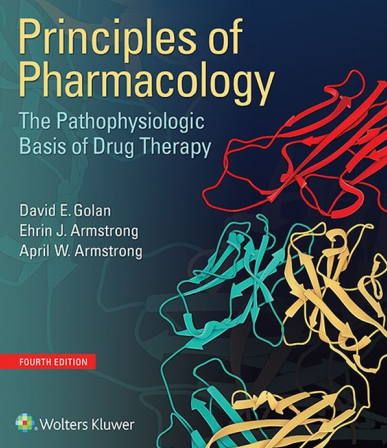 Principles of
Pharmacology
The Pathophysiologic
Basis of Drug Therapy
David E. Golan
Ehrin J. Armstrong
April W. Armstrong
FOURTH EDITION
Wolters Kluwer